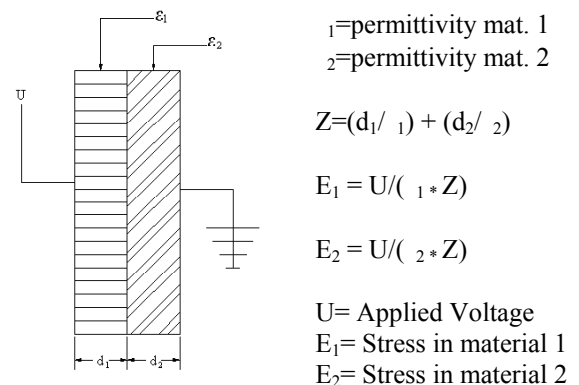 ε₁
ε₂
U
d₁
d₂
₁=permittivity mat. 1
₂=permittivity mat. 2
Z=(d₁/ ₁) + (d₂/ ₂)
E₁ = U/( ₁* Z)
E₂ = U/( ₂* Z)
U= Applied Voltage
E₁= Stress in material 1
E₂= Stress in material 2